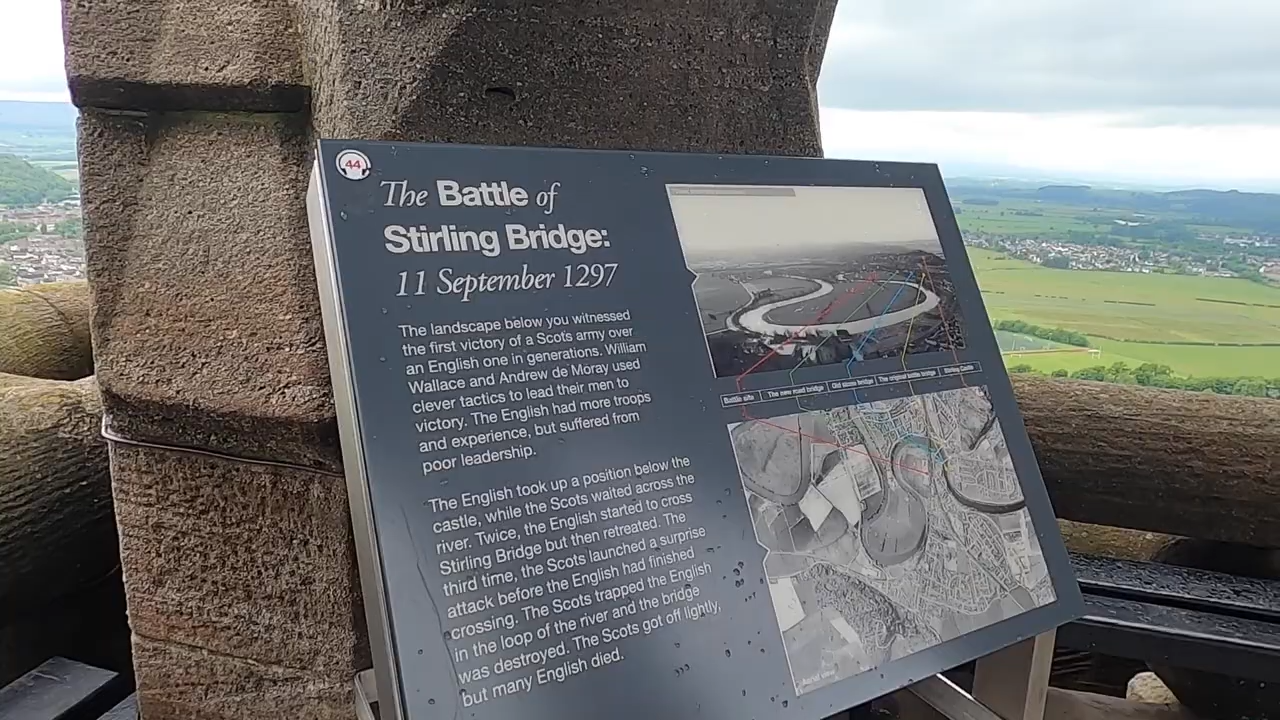 44
The Battle of
Stirling Bridge:
11 September 1297
The landscape below you witnessed
the first victory of a Scots army over
an English one in generations. William
Wallace and Andrew de Moray used
clever tactics to lead their men to
victory. The English had more troops
and experience, but suffered from
poor leadership.
The English took up a position below the
castle, while the Scots waited across the
river. Twice, the English started to cross
Stirling Bridge but then retreated. The
third time, the Scots launched a surprise
attack before the English had finished
crossing. The Scots trapped the English
in the loop of the river and the bridge
was destroyed. The Scots got off lightly,
but many English died.
Battle site
The new road bridge
Old stone bridge
The original battle bridge
Stirling Castle
Aerial view